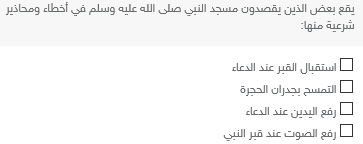 يقع بعض الذين يقصدون مسجد النبي صلى الله عليه وسلم في أخطاء ومحاذير
شرعية منها:
استقبال القبر عند الدعاء
التمسح بجدران الحجرة
رفع اليدين عند الدعاء
رفع الصوت عند قبر النبي